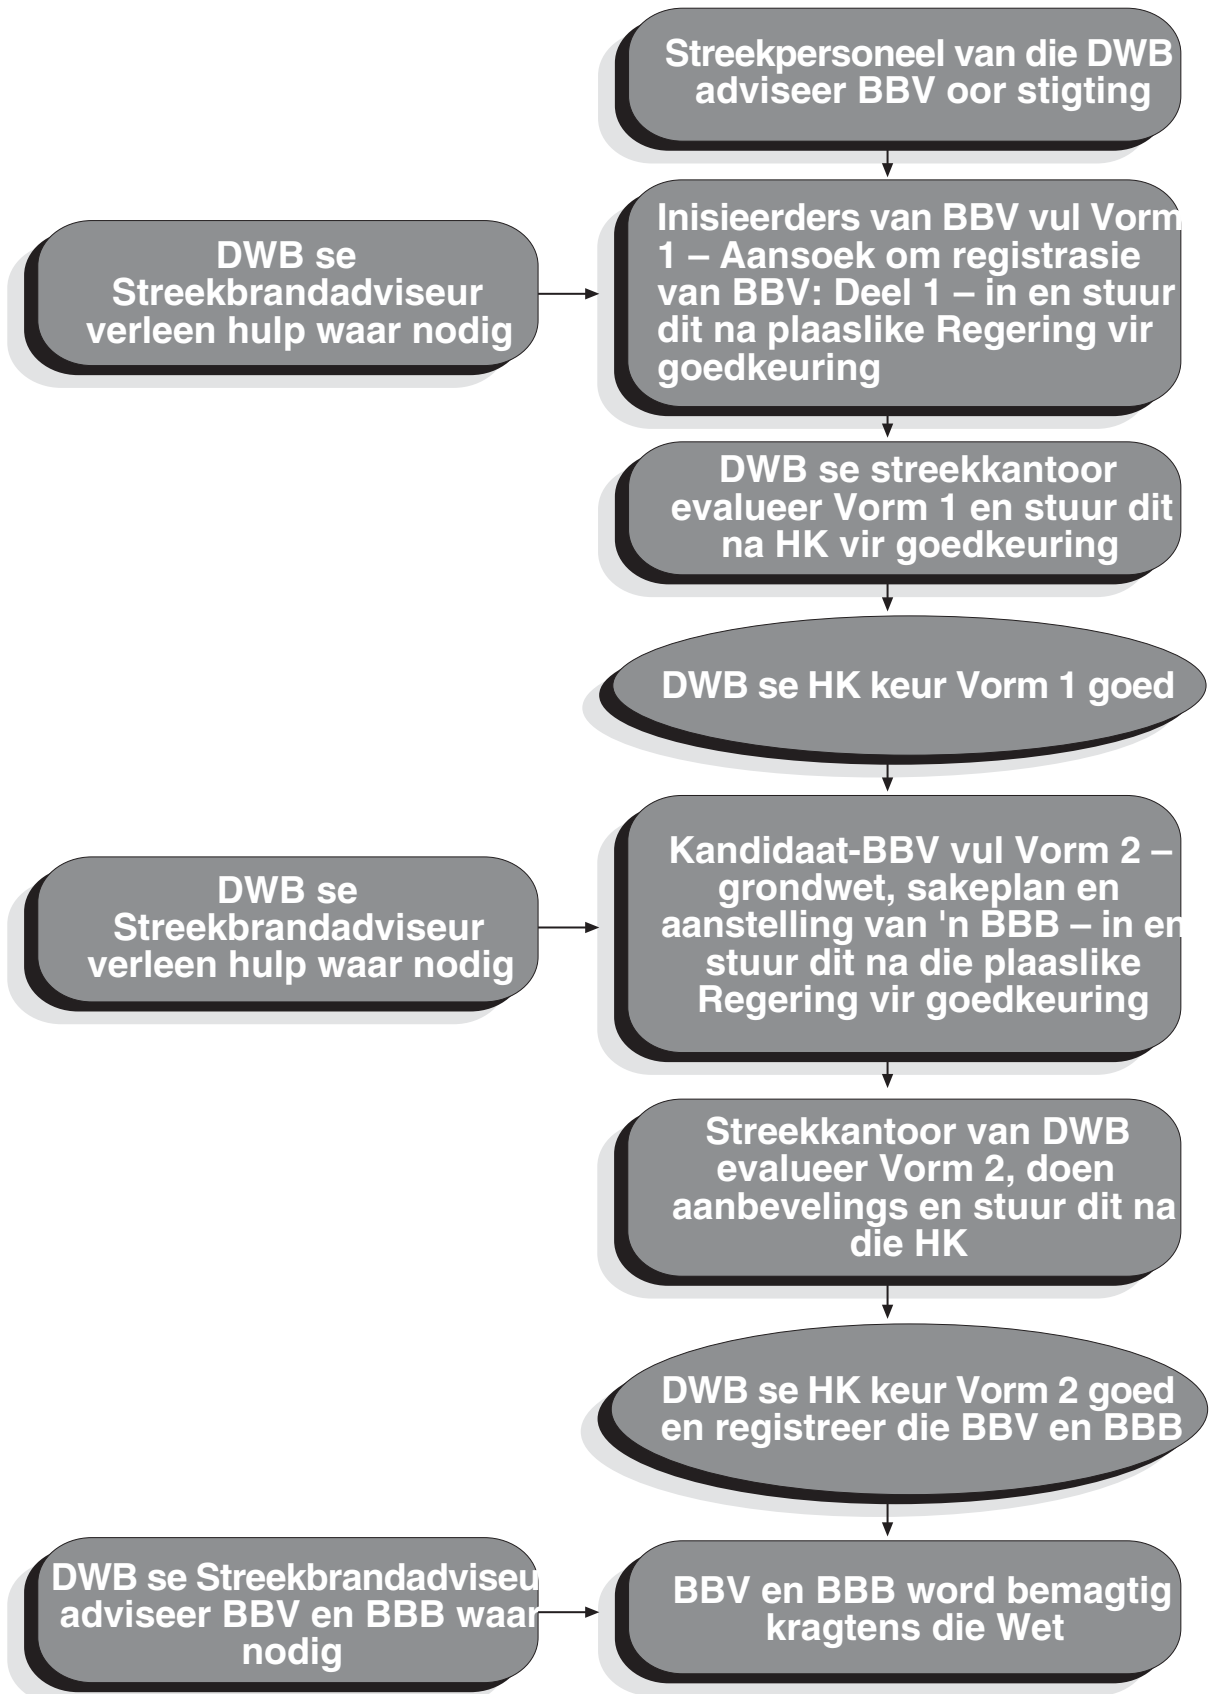 Streekpersoneel van die DWB
adviseer BBV oor stigting
DWB se
Streekbrandadviseur
verleen hulp waar nodig
Inisieerders van BBV vul Vorm
1 – Aansoek om registrasie
van BBV: Deel 1 – in en stuur
dit na plaaslike Regering vir
goedkeuring
DWB se streekkantoor
evalueer Vorm 1 en stuur dit
na HK vir goedkeuring
DWB se HK keur Vorm 1 goed
DWB se
Streekbrandadviseur
verleen hulp waar nodig
Kandidaat-BBV vul Vorm 2 –
grondwet, sakeplan en
aanstelling van 'n BBB – in en
stuur dit na die plaaslike
Regering vir goedkeuring
Streekkantoor van DWB
evalueer Vorm 2, doen
aanbevelings en stuur dit na
die HK
DWB se HK keur Vorm 2 goed
en registreer die BBV en BBB
DWB se Streekbrandadviseu
adviseer BBV en BBB waar
nodig
BBV en BBB word bemagtig
kragtens die Wet